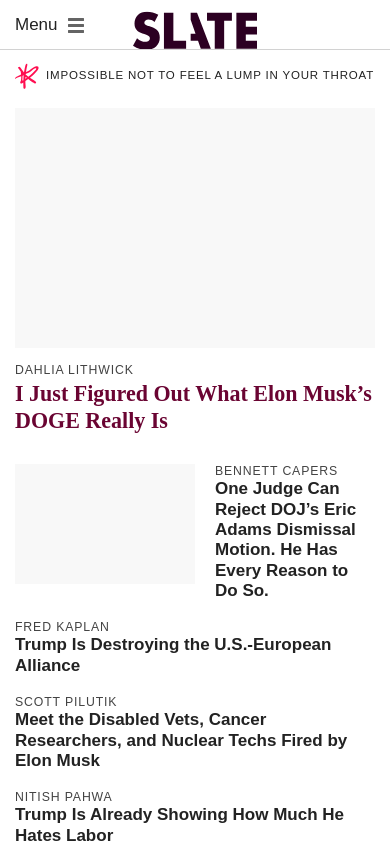 Menu
SLATE
IMPOSSIBLE NOT TO FEEL A LUMP IN YOUR THROAT
DAHLIA LITHWICK
I Just Figured Out What Elon Musk’s
DOGE Really Is
BENNETT CAPERS
One Judge Can
Reject DOJ’s Eric
Adams Dismissal
Motion. He Has
Every Reason to
Do So.
FRED KAPLAN
Trump Is Destroying the U.S.-European
Alliance
SCOTT PILUTIK
Meet the Disabled Vets, Cancer
Researchers, and Nuclear Techs Fired by
Elon Musk
NITISH PAHWA
Trump Is Already Showing How Much He
Hates Labor